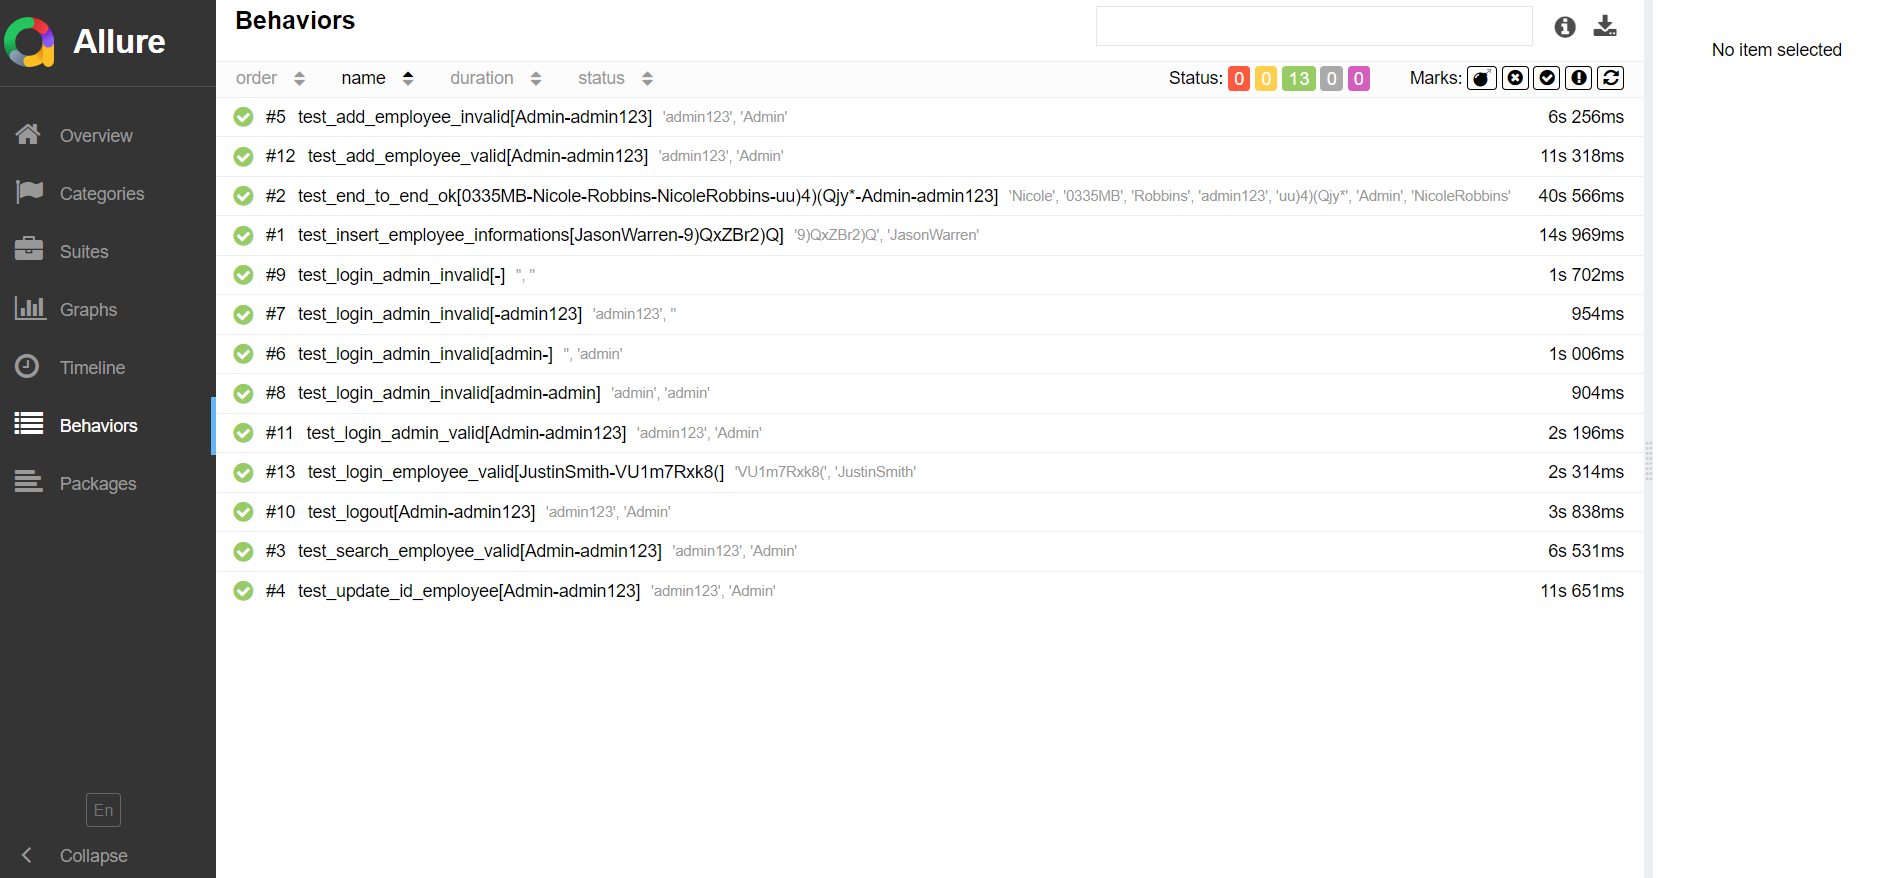 Allure
Overview
Categories
Suites
Graphs
Timeline
Behaviors
Packages
En
Collapse
Behaviors
order name duration status Status: 0 0 13 0 0 Marks:
#5 test_add_employee_invalid[Admin-admin123] 'admin123', 'Admin' 6s 256ms
#12 test_add_employee_valid[Admin-admin123] 'admin123', 'Admin' 11s 318ms
#2 test_end_to_end_ok[0335MB-Nicole-Robbins-NicoleRobbins-uu)4)(Qjy*-Admin-admin123] 'Nicole', '0335MB', 'Robbins', 'admin123', 'uu)4)(Qjy*', 'Admin', 'NicoleRobbins' 40s 566ms
#1 test_insert_employee_informations[JasonWarren-9)QxZBr2)Q] '9)QxZBr2)Q', 'JasonWarren' 14s 969ms
#9 test_login_admin_invalid[-] '', '' 1s 702ms
#7 test_login_admin_invalid[-admin123] 'admin123', '' 954ms
#6 test_login_admin_invalid[admin-] '', 'admin' 1s 006ms
#8 test_login_admin_invalid[admin-admin] 'admin', 'admin' 904ms
#11 test_login_admin_valid[Admin-admin123] 'admin123', 'Admin' 2s 196ms
#13 test_login_employee_valid[JustinSmith-VU1m7Rxk8(] 'VU1m7Rxk8(', 'JustinSmith' 2s 314ms
#10 test_logout[Admin-admin123] 'admin123', 'Admin' 3s 838ms
#3 test_search_employee_valid[Admin-admin123] 'admin123', 'Admin' 6s 531ms
#4 test_update_id_employee[Admin-admin123] 'admin123', 'Admin' 11s 651ms
No item selected